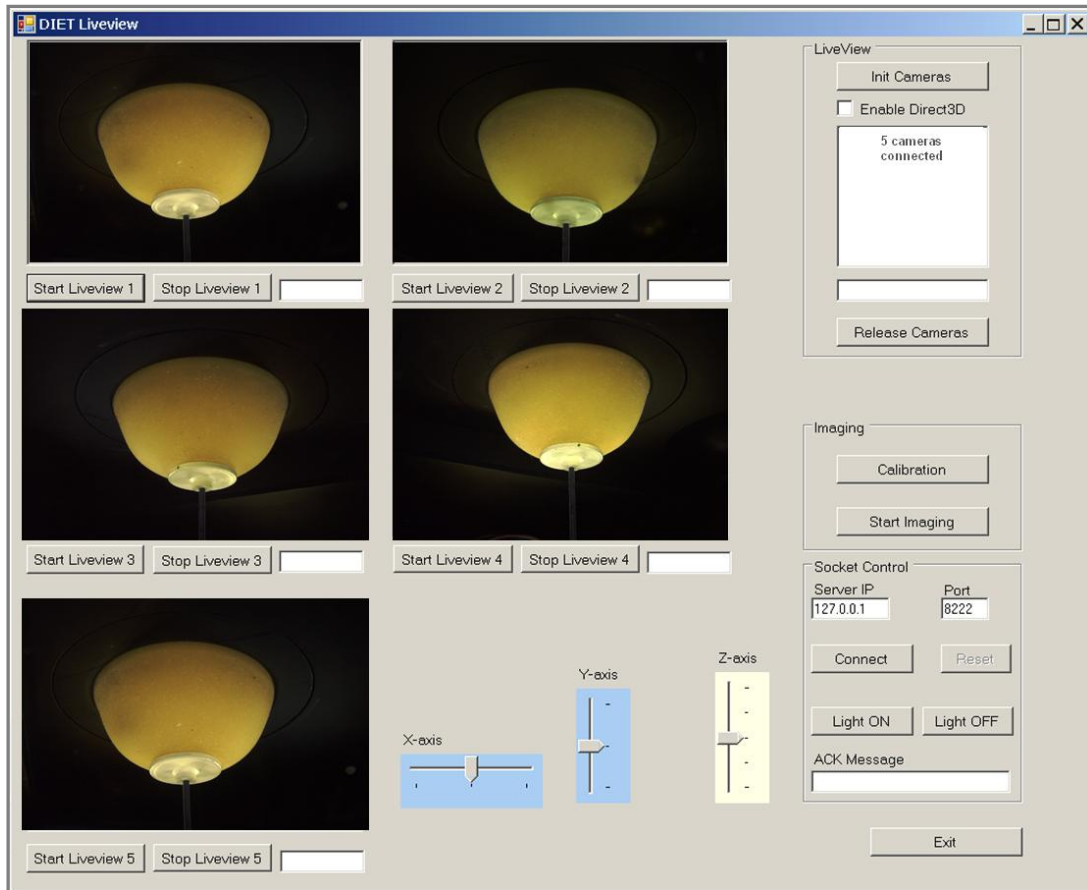 DIET Liveview
Start Liveview 1
Stop Liveview 1
Start Liveview 2
Stop Liveview 2
Start Liveview 3
Stop Liveview 3
Start Liveview 4
Stop Liveview 4
Start Liveview 5
Stop Liveview 5
X-axis
Y-axis
Z-axis
LiveView
Init Cameras
Enable Direct3D
5 cameras
connected
Release Cameras
Imaging
Calibration
Start Imaging
Socket Control
Server IP Port
127.0.0.1 8222
Connect Reset
Light ON Light OFF
ACK Message
Exit